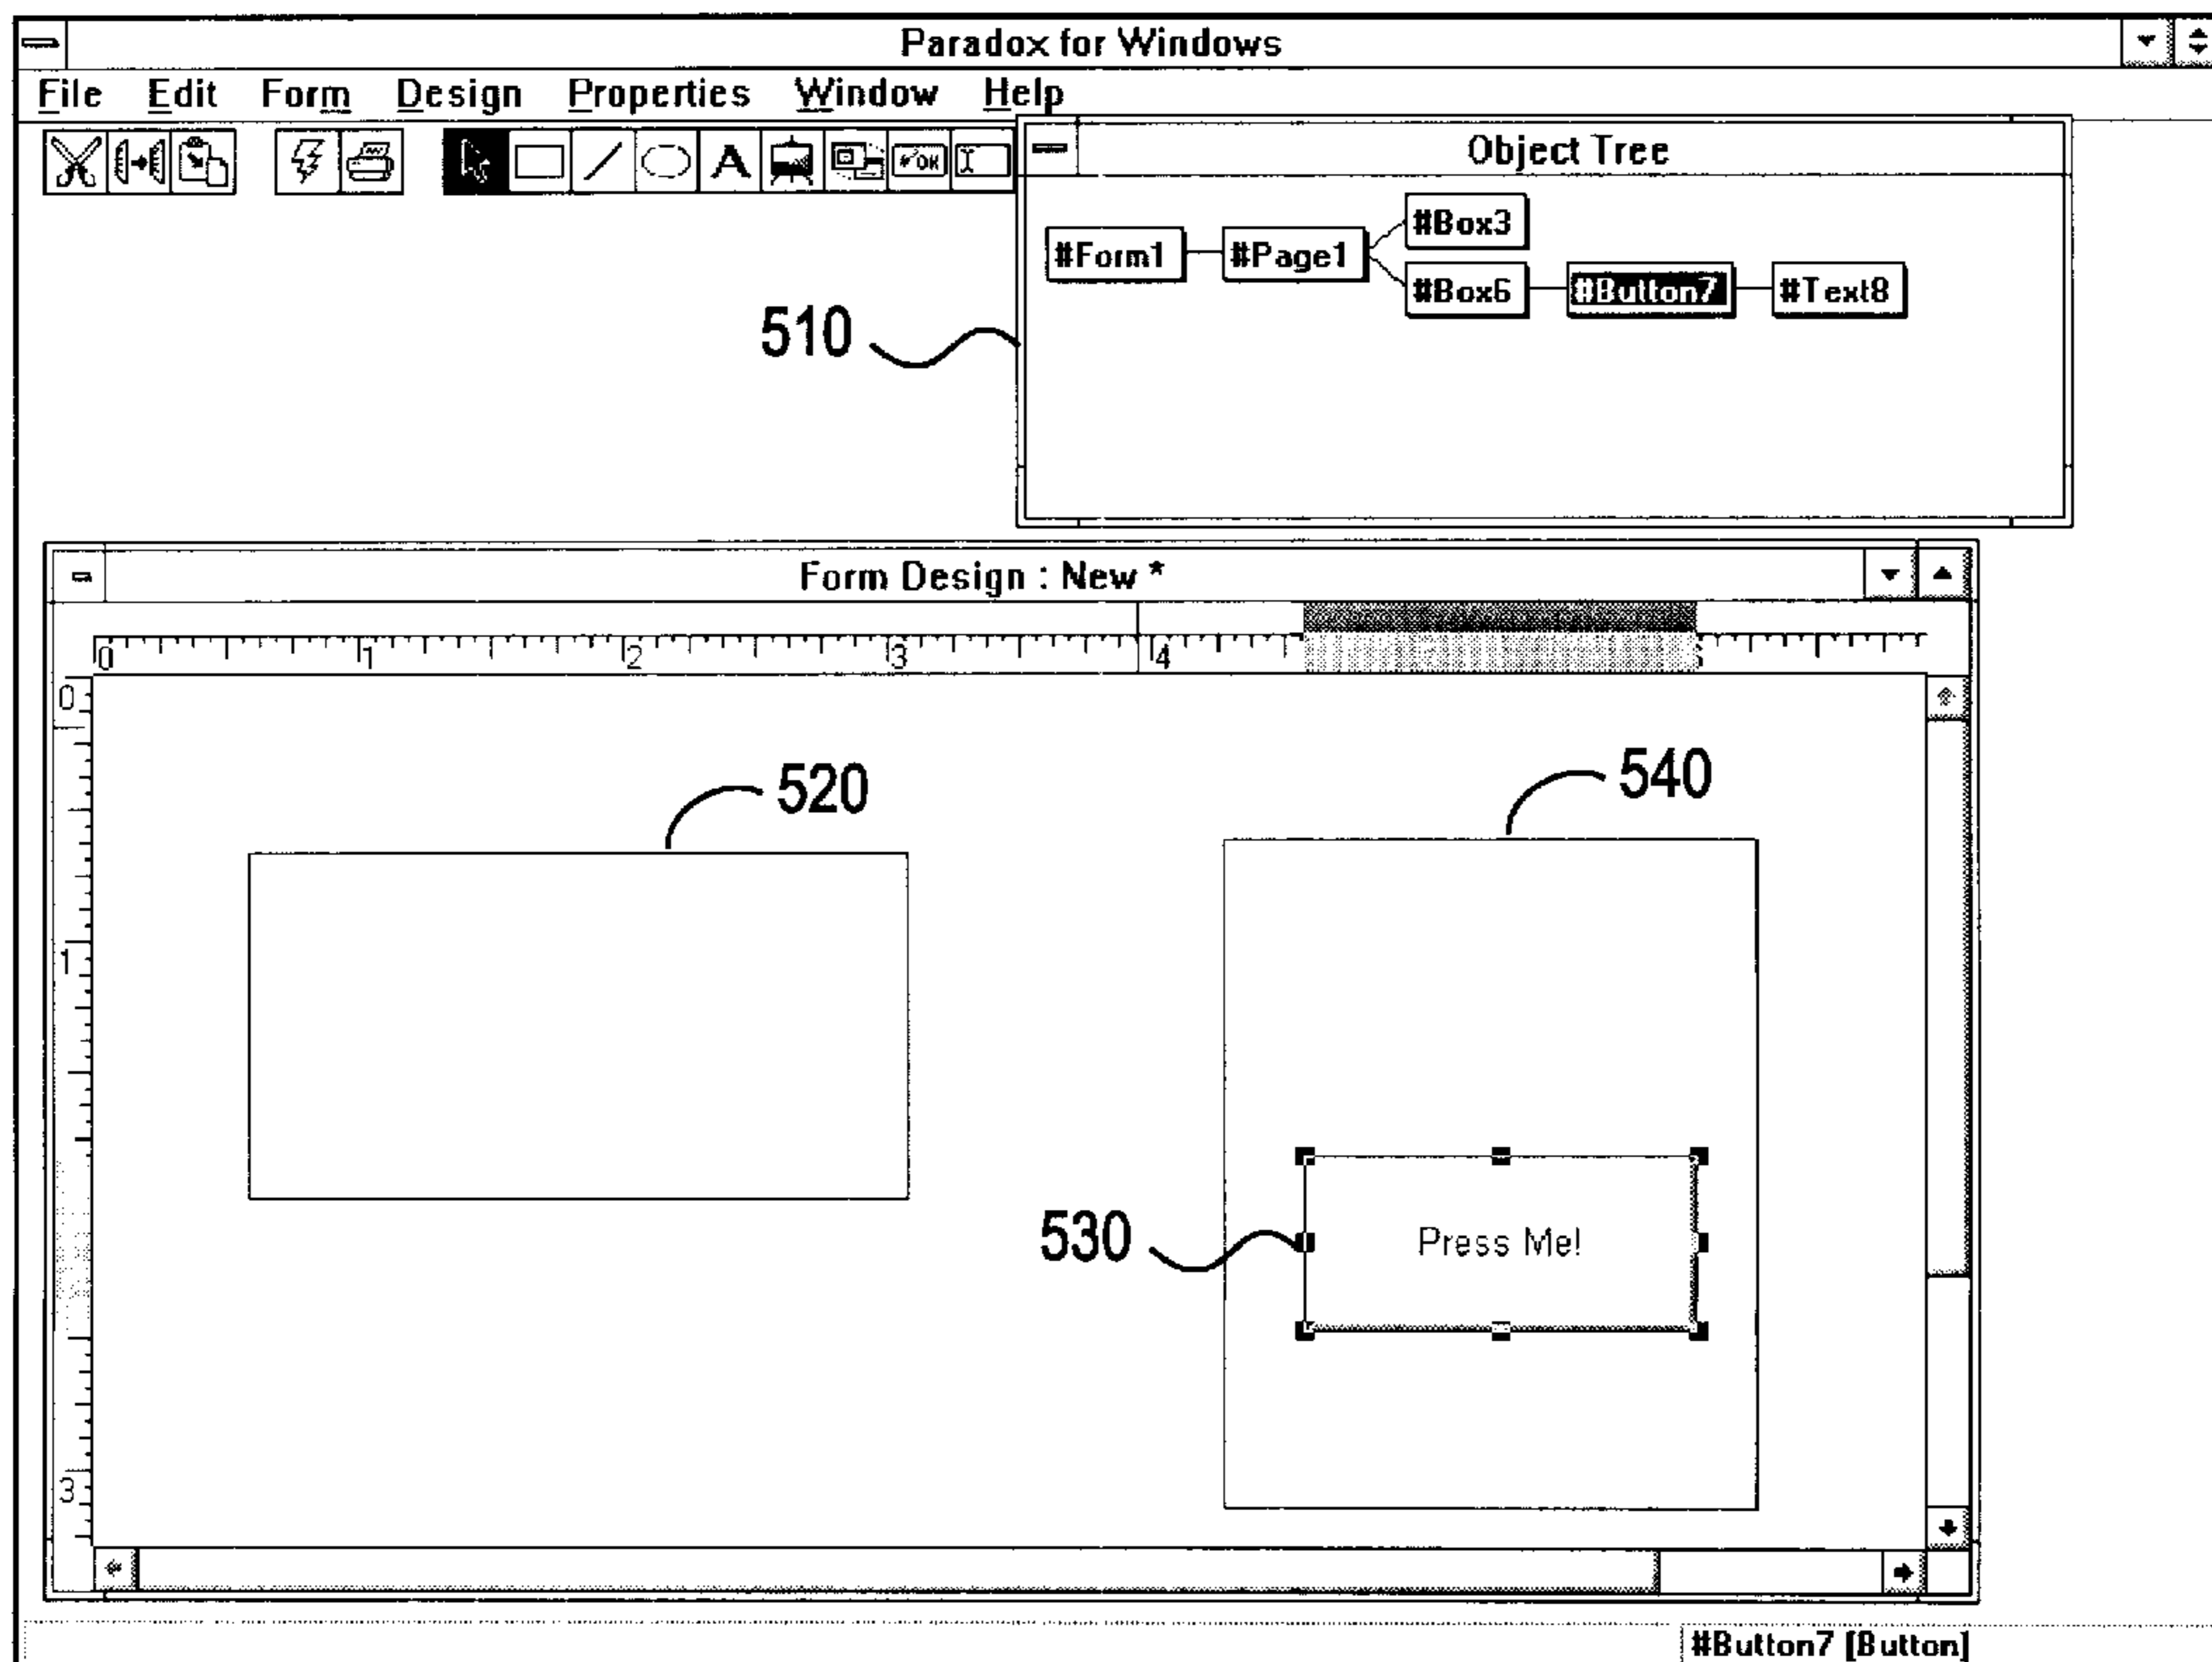 Paradox for Windows
File Edit Form Design Properties Window Help
A
OK
Object Tree
#Box3
#Form1 #Page1
#Box6 #Button7 #Text8
510
Form Design : New *
0 1 2 3 4
0
520
540
1
530
Press Me!
3
#Button7 [Button]